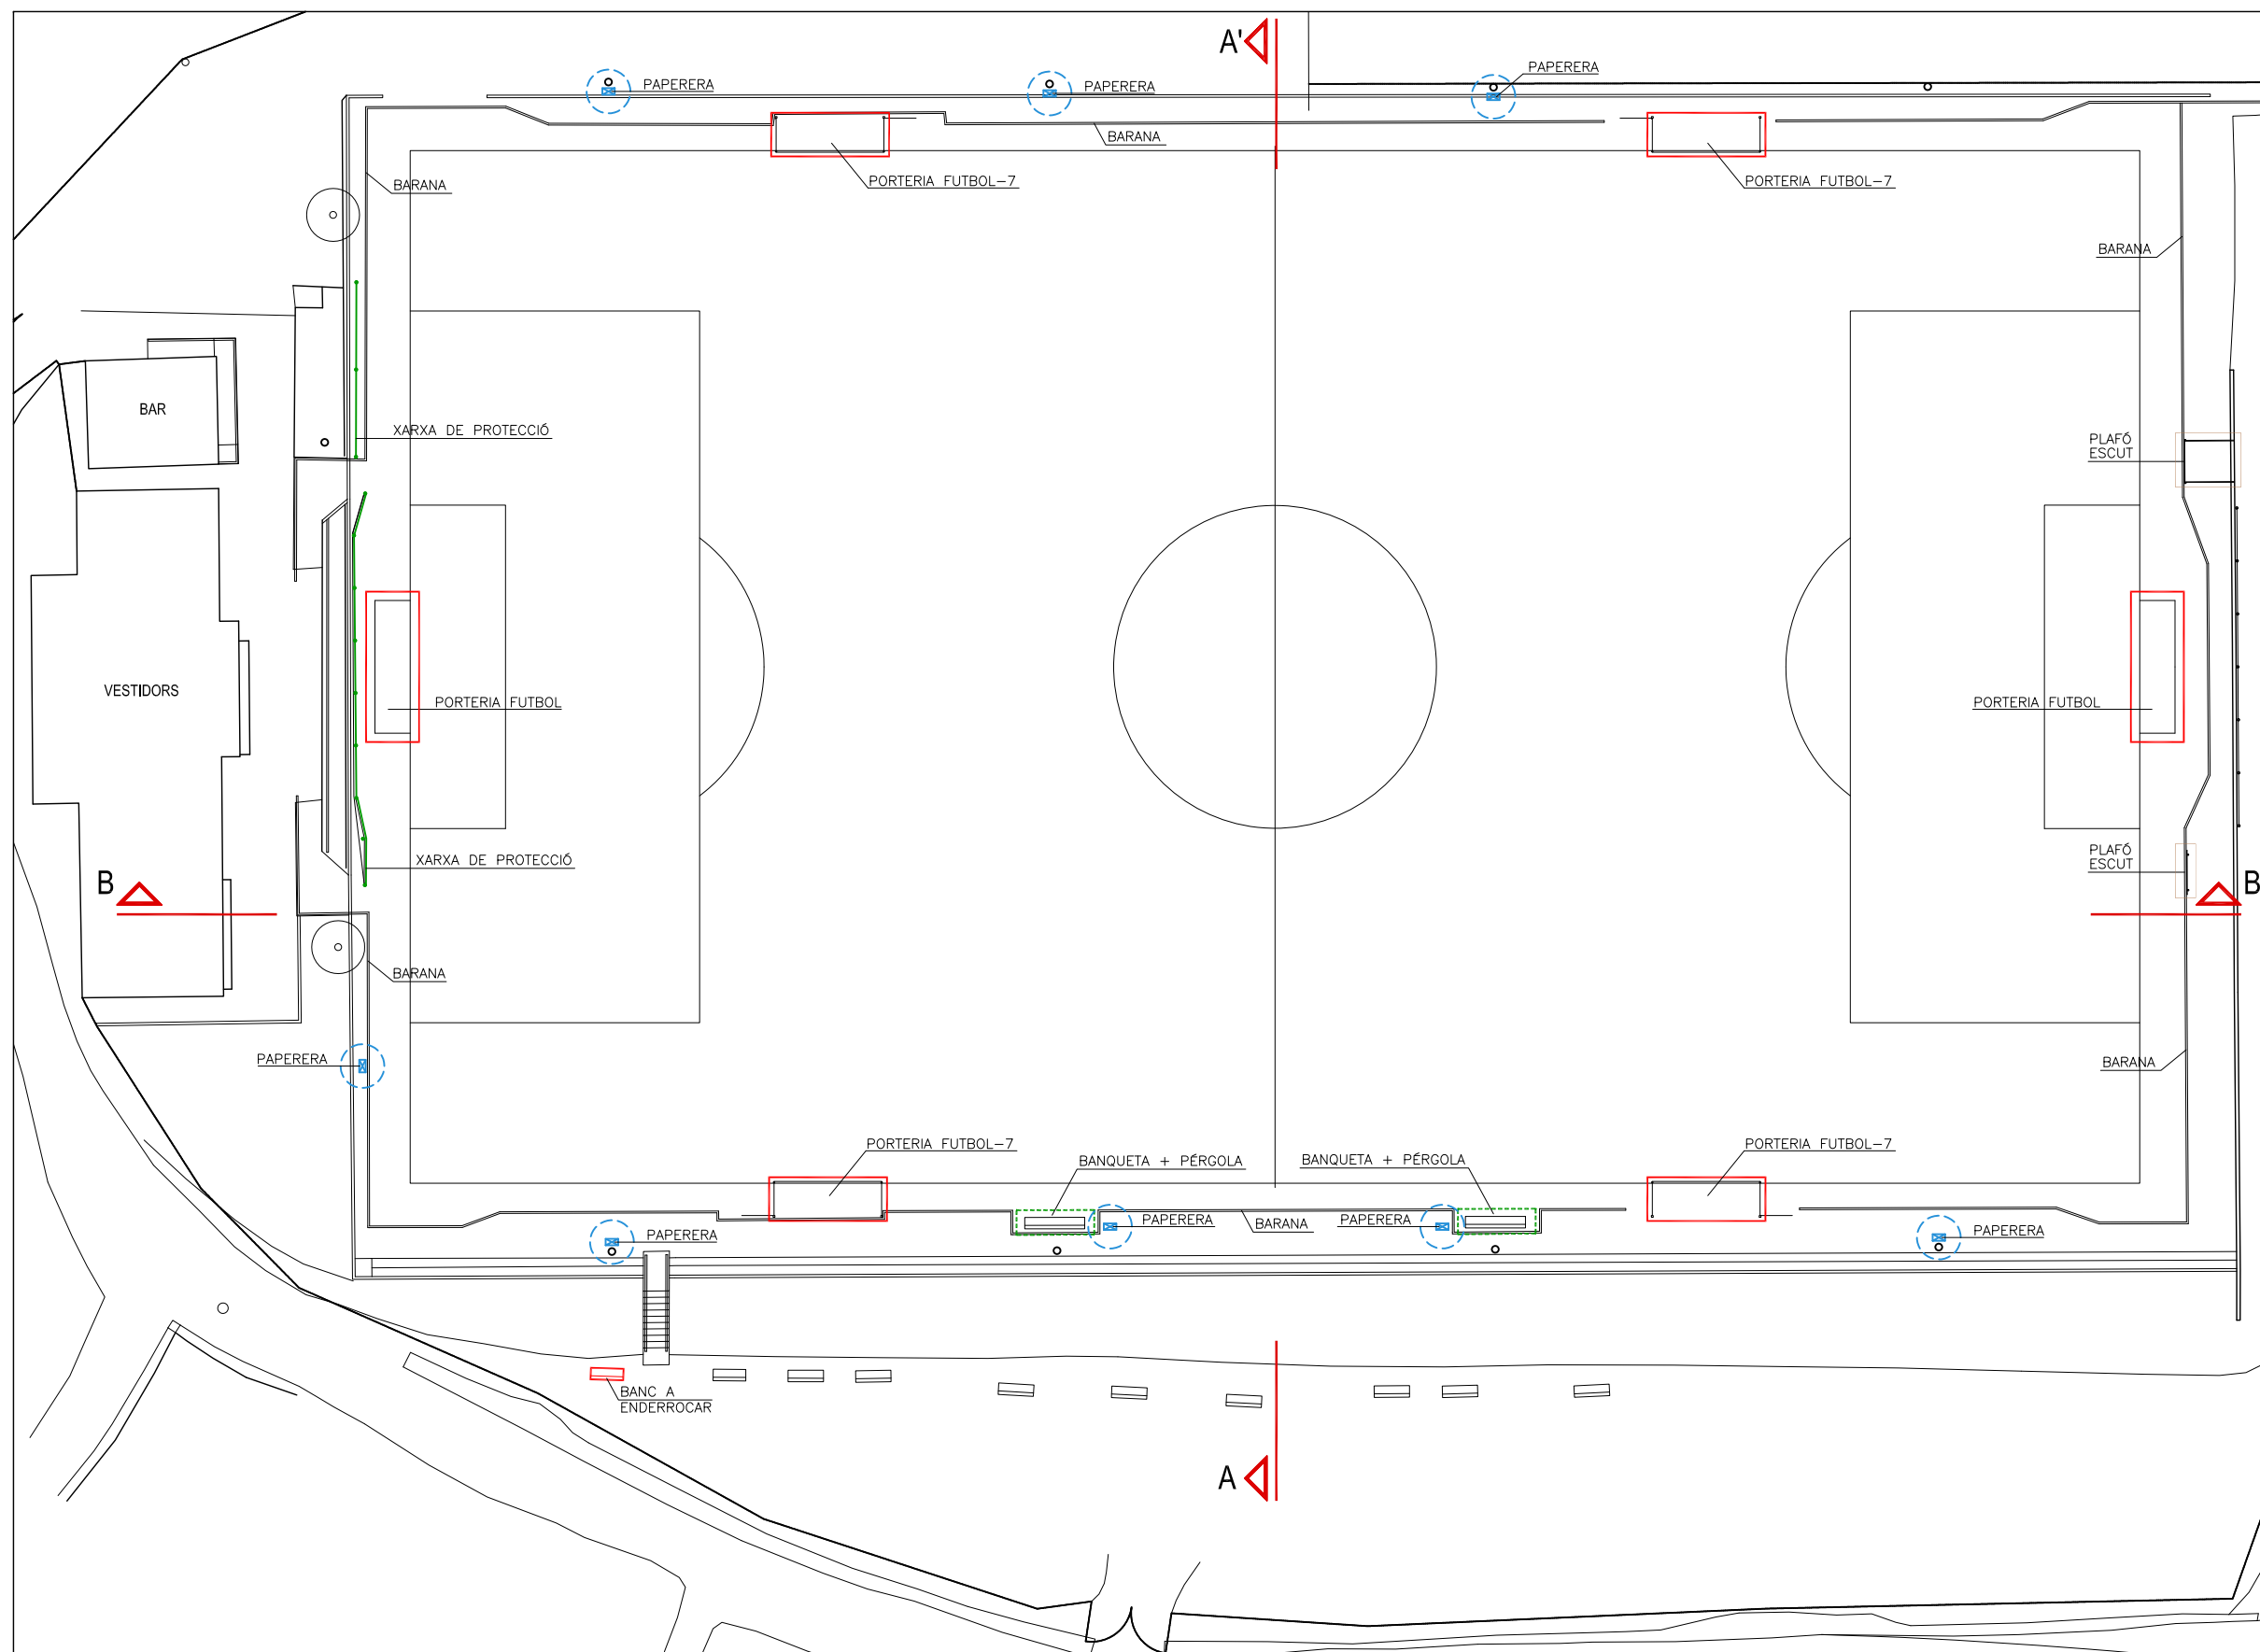 A'
PAPERERA
PAPERERA
PAPERERA
BARANA
PORTERIA FUTBOL-7
PORTERIA FUTBOL-7
BARANA
BARANA
BAR
XARXA DE PROTECCIÓ
PLAFÓ
ESCUT
VESTIDORS
PORTERIA FUTBOL
PORTERIA FUTBOL
XARXA DE PROTECCIÓ
PLAFÓ
ESCUT
B
B
BARANA
PAPERERA
BARANA
PORTERIA FUTBOL-7
BANQUETA + PÉRGOLA
BANQUETA + PÉRGOLA
PORTERIA FUTBOL-7
PAPERERA
PAPERERA
BARANA
PAPERERA
PAPERERA
BANC A
ENDERROCAR
A